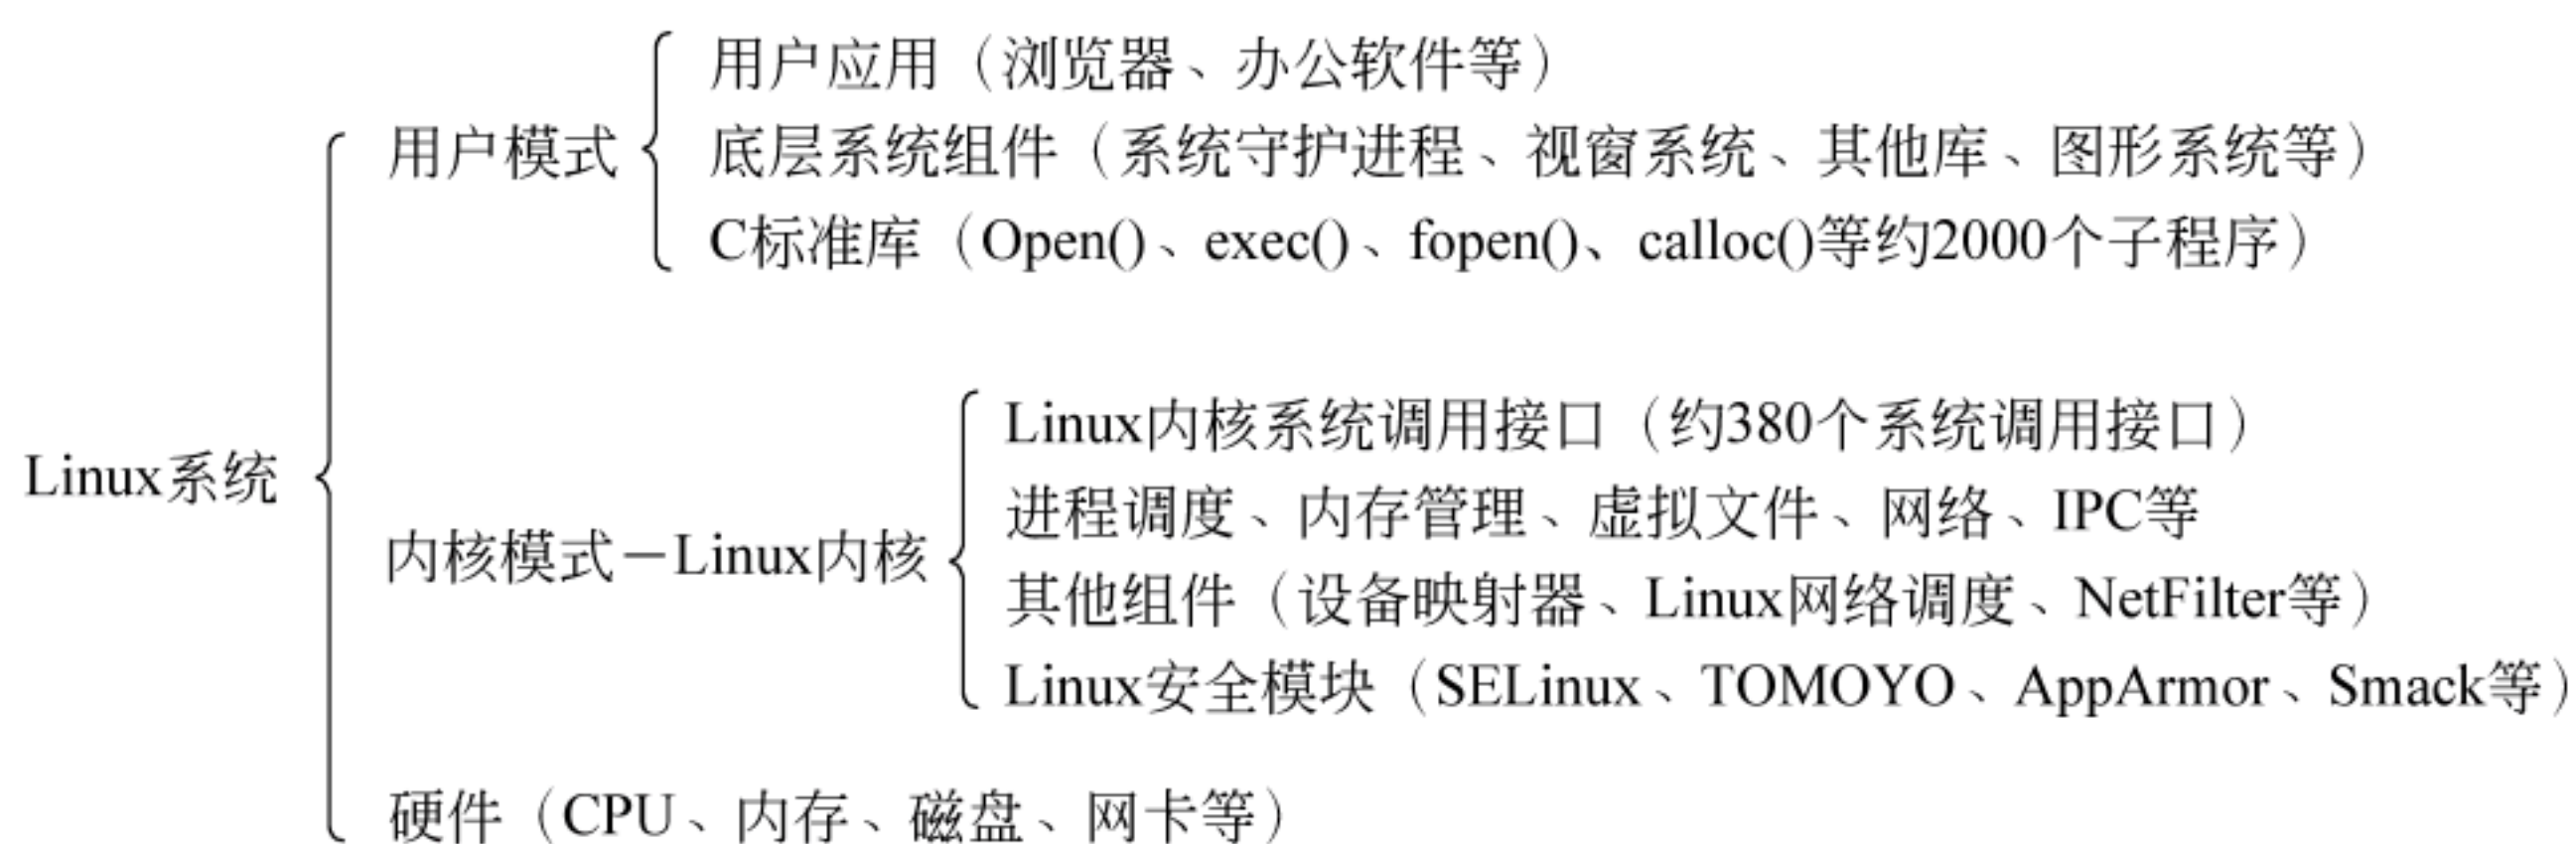 用户应用（浏览器、办公软件等）
用户模式
底层系统组件（系统守护进程、视窗系统、其他库、图形系统等）
C标准库（Open()、exec()、fopen()、calloc()等约2000个子程序）
Linux系统
Linux内核系统调用接口（约380个系统调用接口）
进程调度、内存管理、虚拟文件、网络、IPC等
内核模式－Linux内核
其他组件（设备映射器、Linux网络调度、NetFilter等）
Linux安全模块（SELinux、TOMOYO、AppArmor、Smack等）
硬件（CPU、内存、磁盘、网卡等）